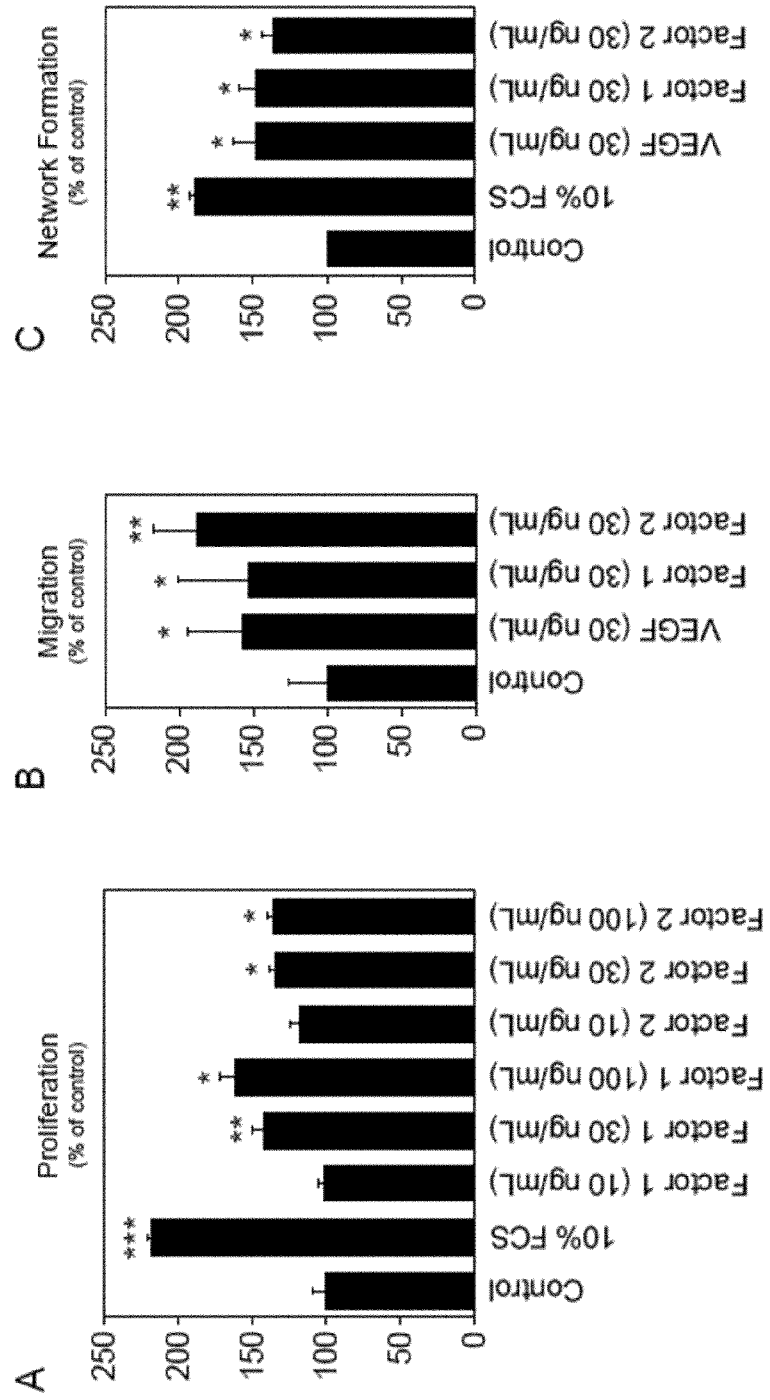 A
Proliferation
(% of control)
250
200
150
100
50
0
***
**
*
*
*
Control
10% FCS
Factor 1 (10 ng/mL)
Factor 1 (30 ng/mL)
Factor 1 (100 ng/mL)
Factor 2 (10 ng/mL)
Factor 2 (30 ng/mL)
Factor 2 (100 ng/mL)
B
Migration
(% of control)
250
200
150
100
50
0
*
*
**
Control
VEGF (30 ng/mL)
Factor 1 (30 ng/mL)
Factor 2 (30 ng/mL)
C
Network Formation
(% of control)
250
200
150
100
50
0
**
*
*
*
Control
10% FCS
VEGF (30 ng/mL)
Factor 1 (30 ng/mL)
Factor 2 (30 ng/mL)